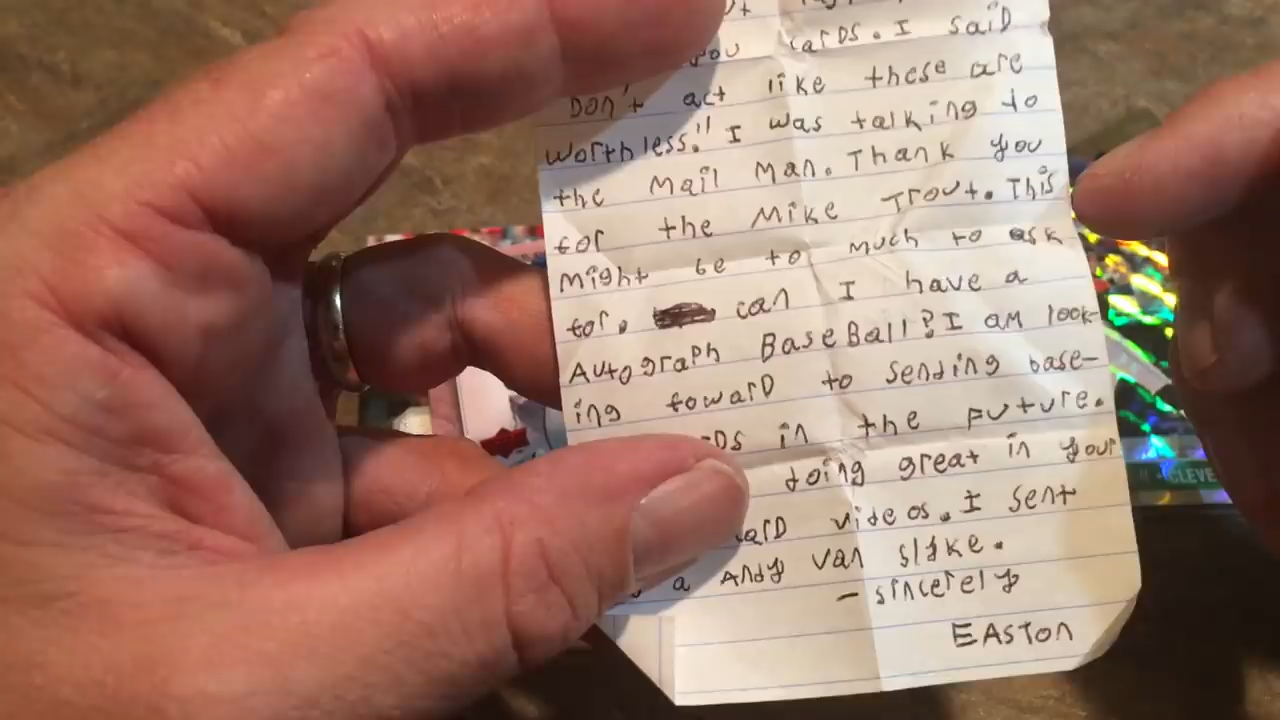 cards. I said
Don't act like these are
worthless!" I was talking to
the Mail Man. Thank you
for the Mike Trout. This
might be to much to ask
for. can I have a
Autograph BaseBall? I am look-
ing foward to sending base-
in the future.
doing great in your
videos. I sent
a Andy Van Slyke.
- sincerely
EASTON
CLEVE